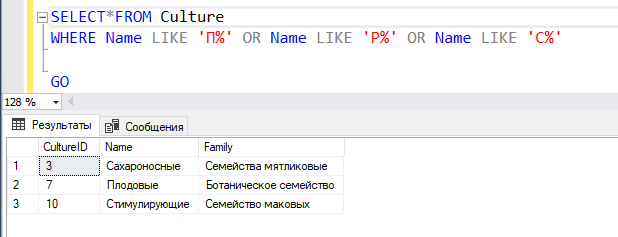 SELECT*FROM Culture
WHERE Name LIKE 'П%' OR Name LIKE 'Р%' OR Name LIKE 'С%'
GO
128 %
Результаты Сообщения
CultureID Name Family
1 3 Сахароносные Семейства мятликовые
2 7 Плодовые Ботаническое семейство
3 10 Стимулирующие Семейство маковых